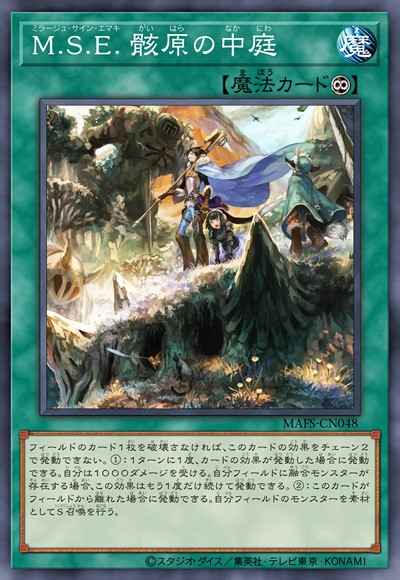 ミラージュ・サイン・エマキ がいはら なかにわ
M.S.E. 骸原の中庭
魔
【魔法カード】
MAFS-CN048
フィールドのカード1枚を破壊さなければ、このカードの効果をチェーン2
で発動できない。①:1ターンに1度、カードの効果が発動した場合に発動
できる。自分は1000ダメージを受ける。自分フィールドに融合モンスターが
存在する場合、この効果はもう1度だけ続けて発動できる。②:このカードが
フィールドから離れた場合に発動できる。自分フィールドのモンスターを素材
としてS召喚を行う。
©スタジオ・ダイス/集英社・テレビ東京・KONAMI